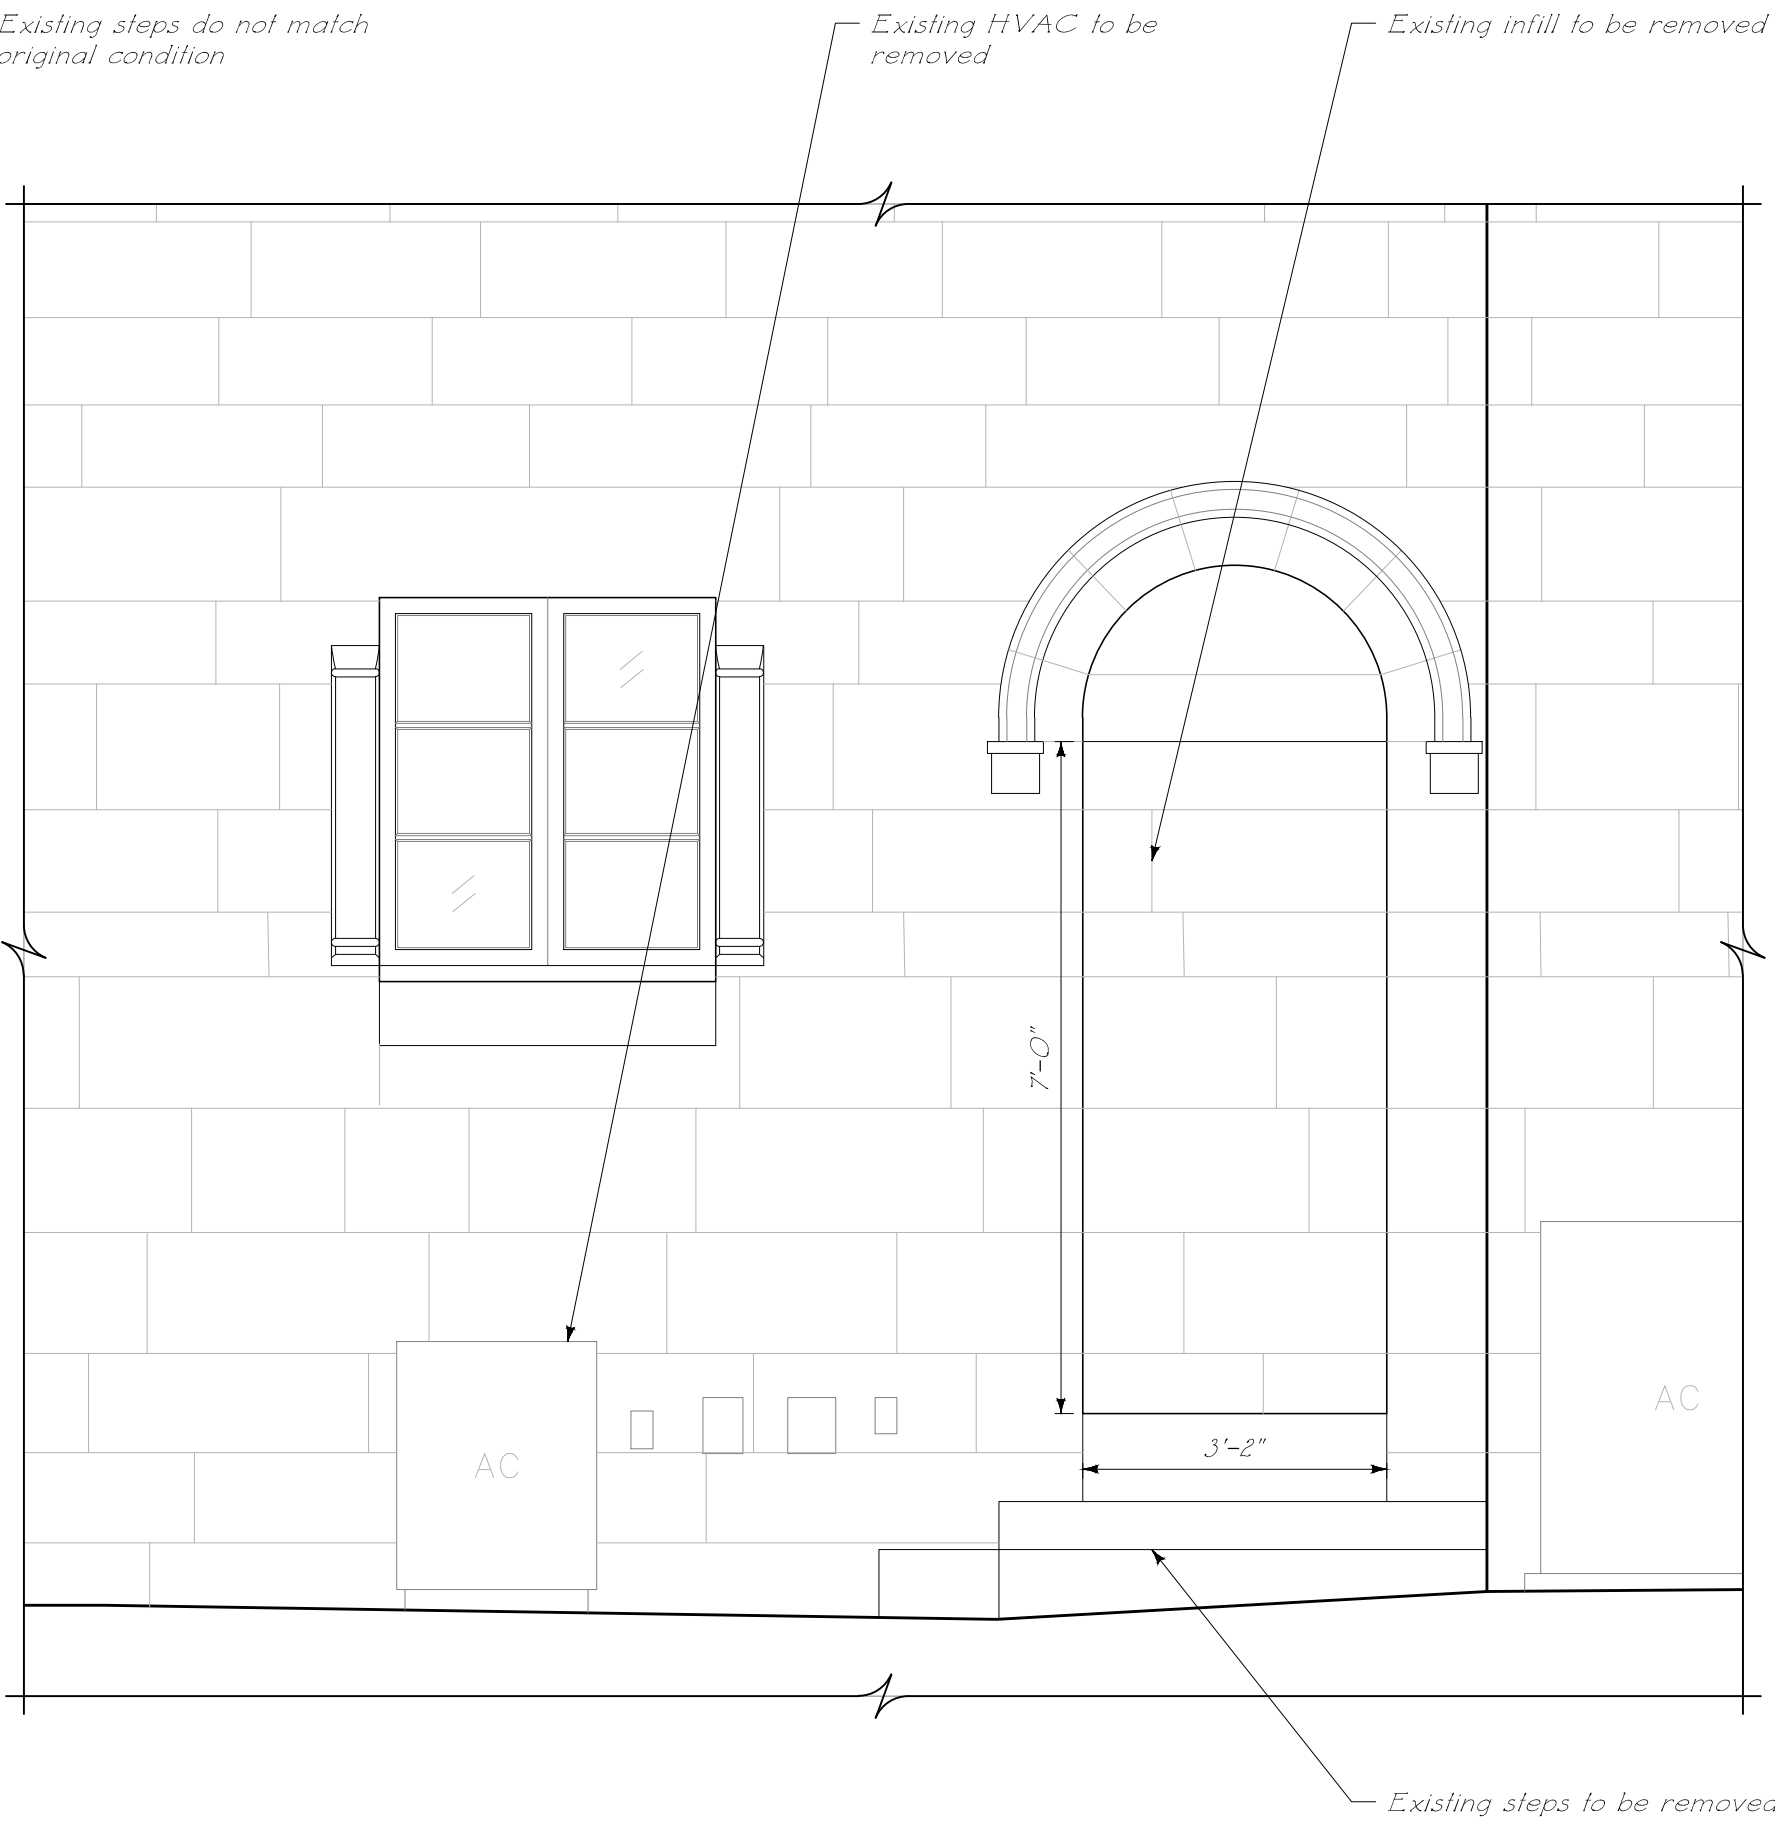 Existing steps do not match
original condition
Existing HVAC to be
removed
Existing infill to be removed
7'-0"
AC
AC
3'-2"
Existing steps to be removed